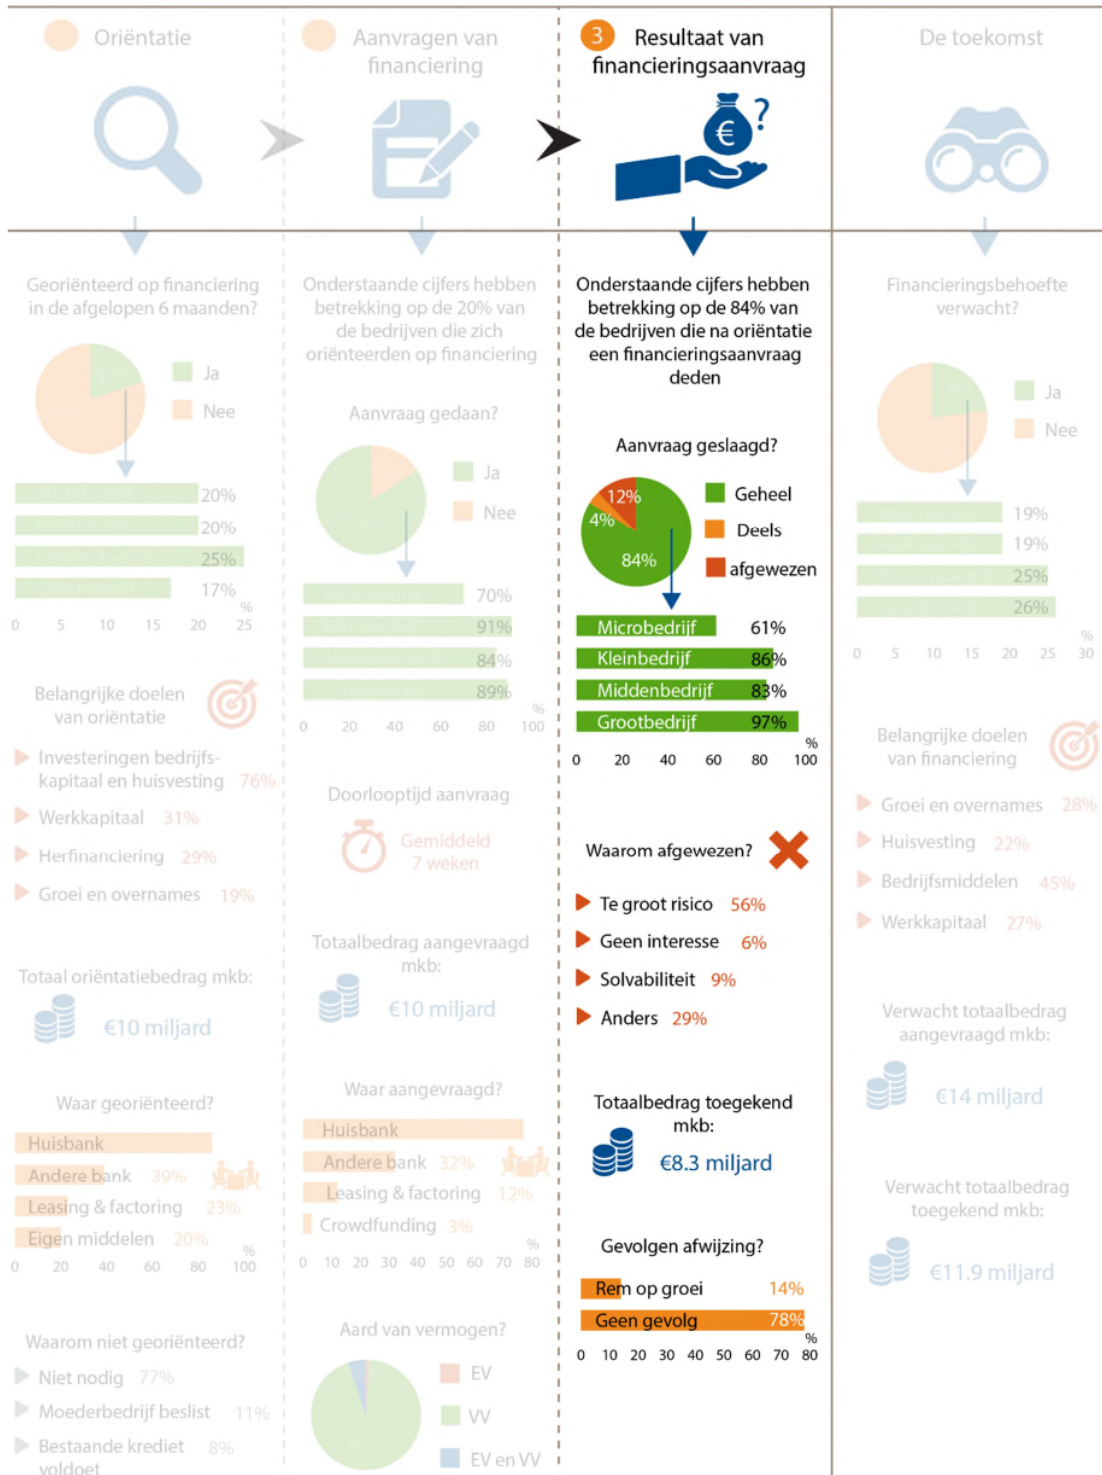 Oriëntatie
Georiënteerd op financiering
in de afgelopen 6 maanden?
Ja
Nee
20%
20%
25%
17%
%
0 5 10 15 20 25
Belangrijke doelen
van oriëntatie
Investeringen bedrijfs-
kapitaal en huisvesting 76%
Werkkapitaal 31%
Herfinanciering 29%
Groei en overnames 19%
Totaal oriëntatiebedrag mkb:
€10 miljard
Waar georiënteerd?
Huisbank
Andere bank 39%
Leasing & factoring 23%
Eigen middelen 20%
%
0 20 40 60 80 100
Waarom niet georiënteerd?
Niet nodig 77%
Moederbedrijf beslist 11%
Bestaande krediet 8%
voldoet
Aanvragen van
financiering
Onderstaande cijfers hebben
betrekking op de 20% van
de bedrijven die zich
oriënteerden op financiering
Aanvraag gedaan?
Ja
Nee
70%
91%
84%
89%
%
0 20 40 60 80 100
Doorlooptijd aanvraag
Gemiddeld
7 weken
Totaalbedrag aangevraagd
mkb:
€10 miljard
Waar aangevraagd?
Huisbank
Andere bank 32%
Leasing & factoring 12%
Crowdfunding 3%
%
0 10 20 30 40 50 60 70 80
Aard van vermogen?
EV
VV
EV en VV
3 Resultaat van
financieringsaanvraag
€ ?
Onderstaande cijfers hebben
betrekking op de 84% van
de bedrijven die na oriëntatie
een financieringsaanvraag
deden
Aanvraag geslaagd?
12%
4%
84%
Geheel
Deels
afgewezen
Microbedrijf 61%
Kleinbedrijf 86%
Middenbedrijf 83%
Grootbedrijf 97%
%
0 20 40 60 80 100
Waarom afgewezen?
Te groot risico 56%
Geen interesse 6%
Solvabiliteit 9%
Anders 29%
Totaalbedrag toegekend
mkb:
€8.3 miljard
Gevolgen afwijzing?
Rem op groei 14%
Geen gevolg 78%
%
0 10 20 30 40 50 60 70 80
De toekomst
Financieringsbehoefte
verwacht?
Ja
Nee
19%
19%
25%
26%
%
0 5 10 15 20 25 30
Belangrijke doelen
van financiering
Groei en overnames 28%
Huisvesting 22%
Bedrijfsmiddelen 45%
Werkkapitaal 27%
Verwacht totaalbedrag
aangevraagd mkb:
€14 miljard
Verwacht totaalbedrag
toegekend mkb:
€11.9 miljard